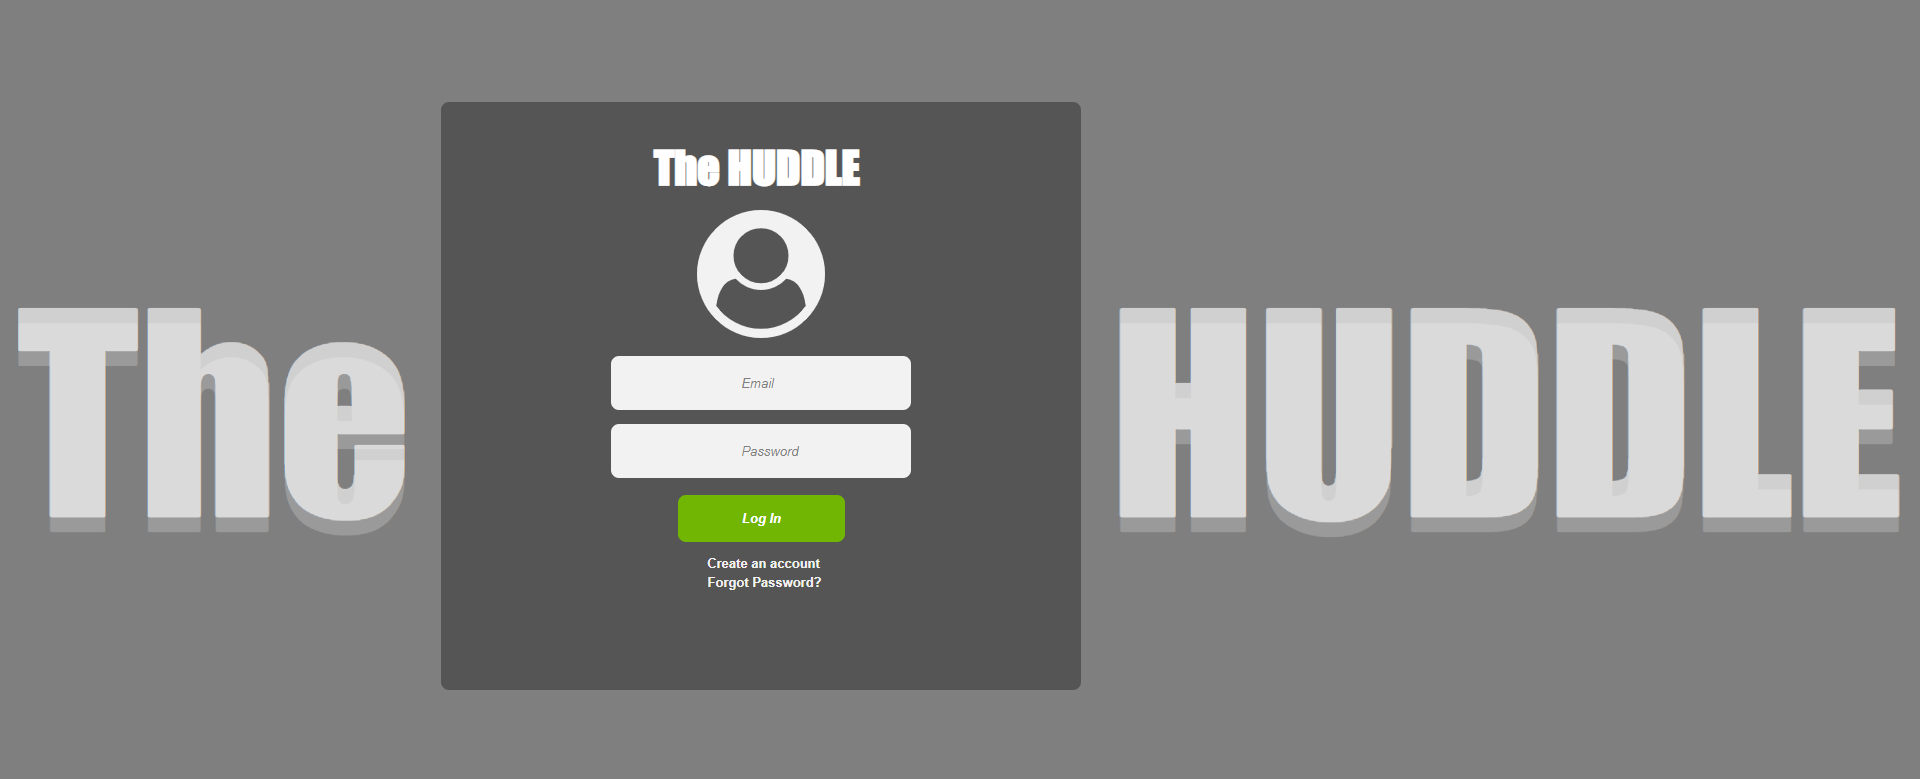 The HUDDLE
The HUDDLE
Email
Password
Log In
Create an account
Forgot Password?